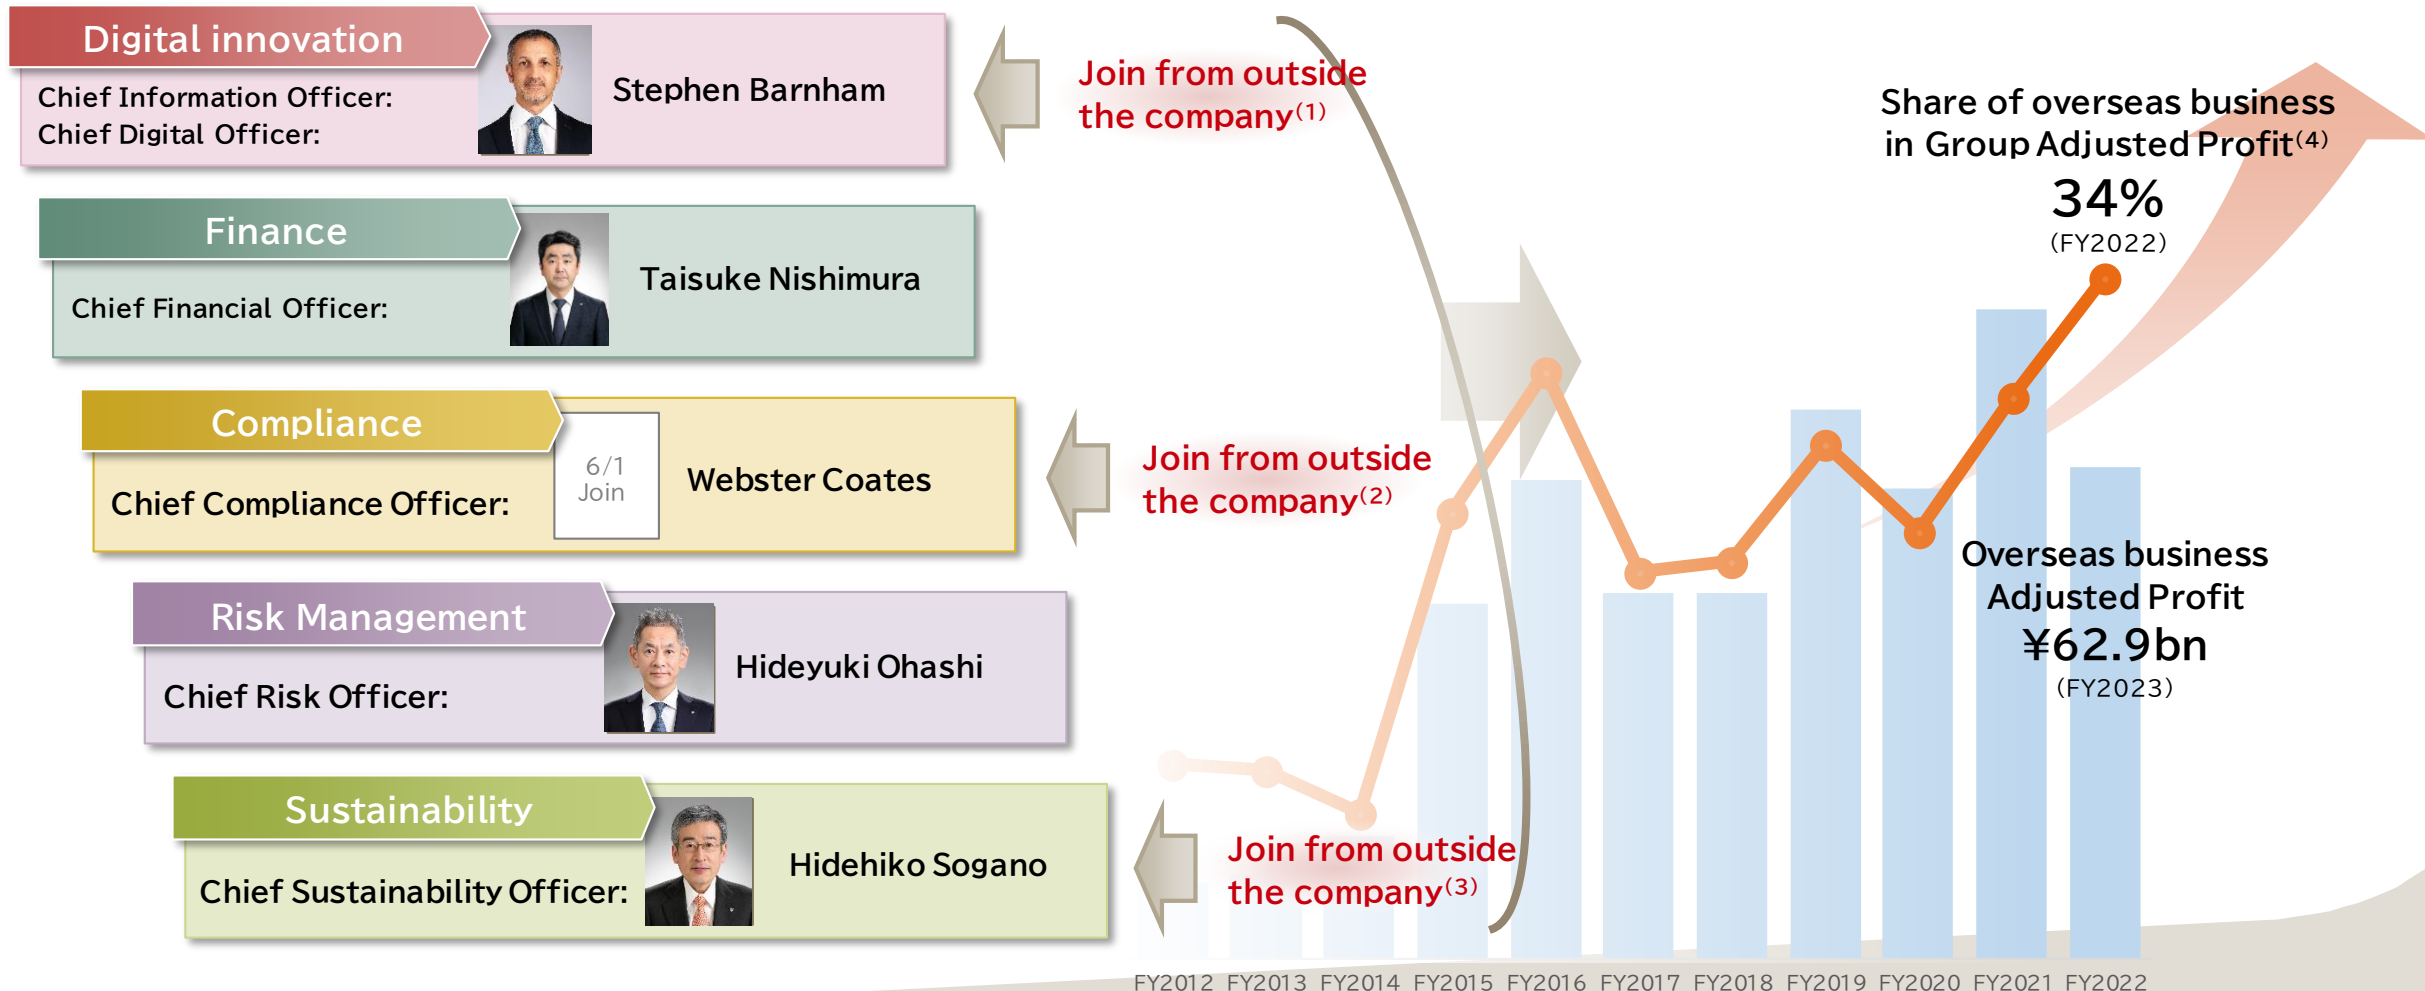 Digital innovation
Chief Information Officer:
Chief Digital Officer:
Stephen Barnham
Join from outside
the company(1)
Finance
Chief Financial Officer:
Taisuke Nishimura
Compliance
Chief Compliance Officer:
6/1
Join
Webster Coates
Join from outside
the company(2)
Risk Management
Chief Risk Officer:
Hideyuki Ohashi
Sustainability
Chief Sustainability Officer:
Hidehiko Sogano
Join from outside
the company(3)
Share of overseas business
in Group Adjusted Profit(4)
34%
(FY2022)
Overseas business
Adjusted Profit
¥62.9bn
(FY2023)
FY2012 FY2013 FY2014 FY2015 FY2016 FY2017 FY2018 FY2019 FY2020 FY2021 FY2022